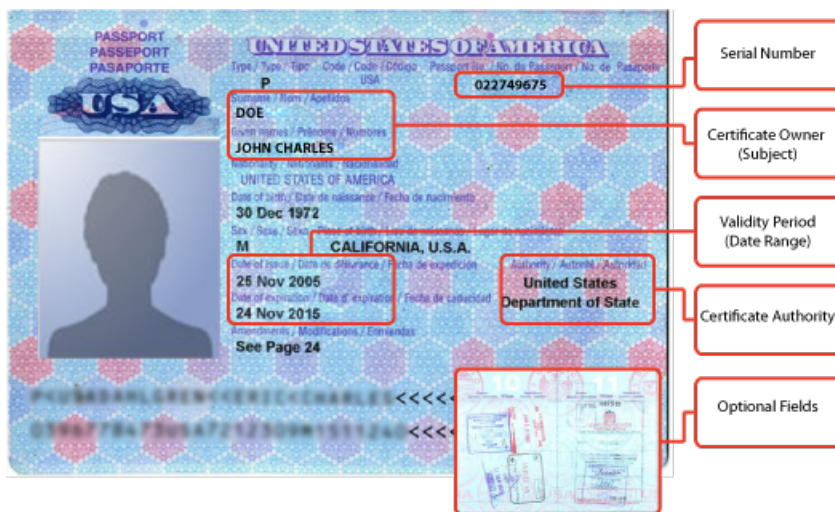 PASSPORT
PASSEPORT
PASAPORTE
USA
UNITED STATES OF AMERICA
Type / Type / Tipo Code / Code / Código Passport No. / No. de Passeport / No. de Pasaporte
P USA 022749675
Surname / Nom / Apellidos
DOE
Given names / Prénoms / Nombres
JOHN CHARLES
Nationality / Nationalité / Nacionalidad
UNITED STATES OF AMERICA
Date of birth / Date de naissance / Fecha de nacimiento
30 Dec 1972
Sex / Sexe / Sexo Place of birth / Lieu de naissance / Lugar de nacimiento
M CALIFORNIA, U.S.A.
Date of issue / Date de délivrance / Fecha de expedición Authority / Autorité / Autoridad
25 Nov 2005 United States
Date of expiration / Date d' expiration / Fecha de caducidad Department of State
24 Nov 2015
Amendments / Modifications / Enmiendas
See Page 24
<<<<
<<<<
10 11
Serial Number
Certificate Owner
(Subject)
Validity Period
(Date Range)
Certificate Authority
Optional Fields